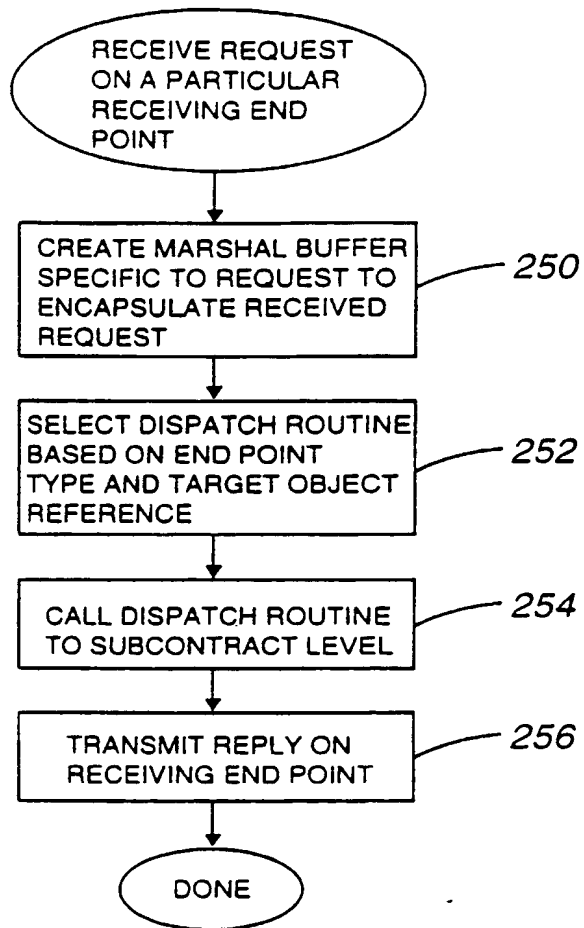 RECEIVE REQUEST
ON A PARTICULAR
RECEIVING END
POINT
CREATE MARSHAL BUFFER
SPECIFIC TO REQUEST TO
ENCAPSULATE RECEIVED
REQUEST
250
SELECT DISPATCH ROUTINE
BASED ON END POINT
TYPE AND TARGET OBJECT
REFERENCE
252
CALL DISPATCH ROUTINE
TO SUBCONTRACT LEVEL
254
TRANSMIT REPLY ON
RECEIVING END POINT
256
DONE